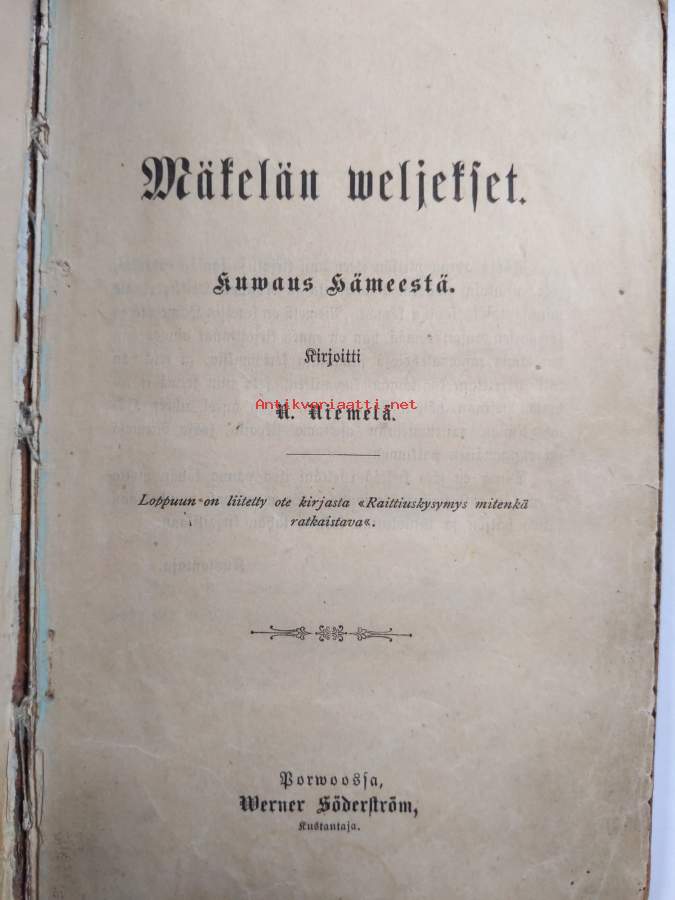 Mäkelän weljekset.
Kuwaus Hämeestä.
Kirjoitti
Antikvariaatti.net
N. Niemelä.
Loppuun on liitetty ote kirjasta «Raittiuskysymys mitenkä
ratkaistava«.
Porwoossa,
Werner Söderström,
Kustantaja.